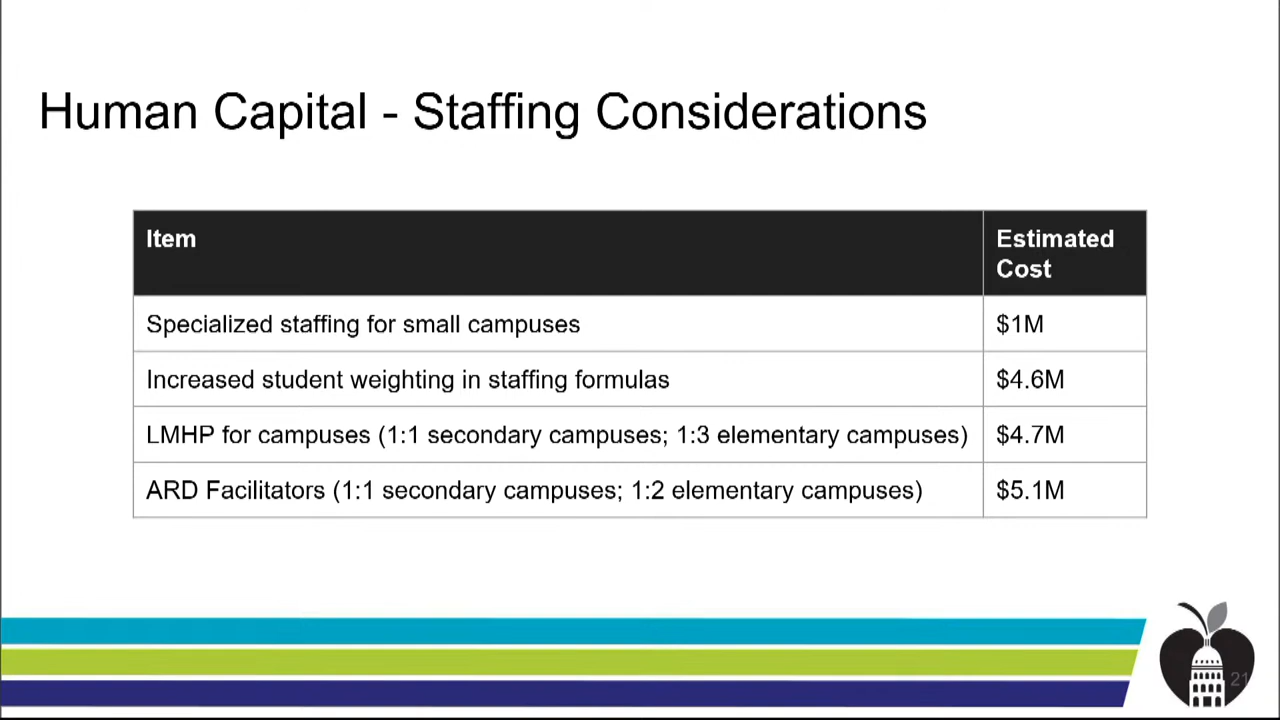 Human Capital - Staffing Considerations
Item
Estimated
Cost
Specialized staffing for small campuses
$1M
Increased student weighting in staffing formulas
$4.6M
LMHP for campuses (1:1 secondary campuses; 1:3 elementary campuses)
$4.7M
ARD Facilitators (1:1 secondary campuses; 1:2 elementary campuses)
$5.1M
21